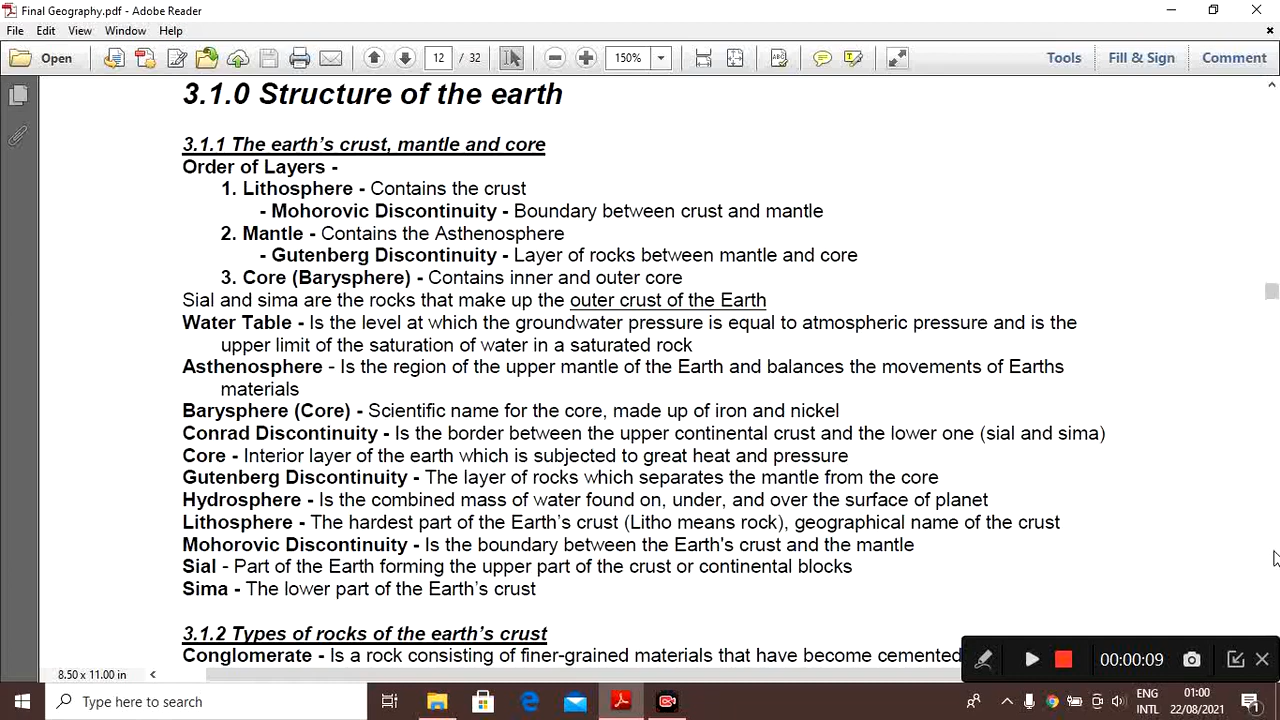 Final Geography.pdf - Adobe Reader
File Edit View Window Help
Open 12 / 32 150% Tools Fill & Sign Comment
3.1.0 Structure of the earth
3.1.1 The earth's crust, mantle and core
Order of Layers -
1. Lithosphere - Contains the crust
- Mohorovic Discontinuity - Boundary between crust and mantle
2. Mantle - Contains the Asthenosphere
- Gutenberg Discontinuity - Layer of rocks between mantle and core
3. Core (Barysphere) - Contains inner and outer core
Sial and sima are the rocks that make up the outer crust of the Earth
Water Table - Is the level at which the groundwater pressure is equal to atmospheric pressure and is the
upper limit of the saturation of water in a saturated rock
Asthenosphere - Is the region of the upper mantle of the Earth and balances the movements of Earths
materials
Barysphere (Core) - Scientific name for the core, made up of iron and nickel
Conrad Discontinuity - Is the border between the upper continental crust and the lower one (sial and sima)
Core - Interior layer of the earth which is subjected to great heat and pressure
Gutenberg Discontinuity - The layer of rocks which separates the mantle from the core
Hydrosphere - Is the combined mass of water found on, under, and over the surface of planet
Lithosphere - The hardest part of the Earth's crust (Litho means rock), geographical name of the crust
Mohorovic Discontinuity - Is the boundary between the Earth's crust and the mantle
Sial - Part of the Earth forming the upper part of the crust or continental blocks
Sima - The lower part of the Earth's crust
3.1.2 Types of rocks of the earth's crust
Conglomerate - Is a rock consisting of finer-grained materials that have become cemented
00:00:09
8.50 x 11.00 in
Type here to search
ENG 01:00
INTL 22/08/2021